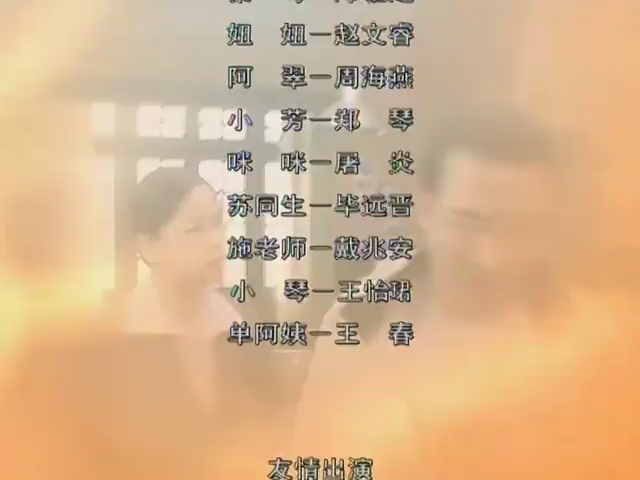 妞　妞—赵文睿
阿　翠—周海燕
小　芳—郑　琴
咪　咪—屠　炎
苏同生—毕远晋
施老师—戴兆安
小　琴—王怡珺
单阿姨—王　春
友情出演